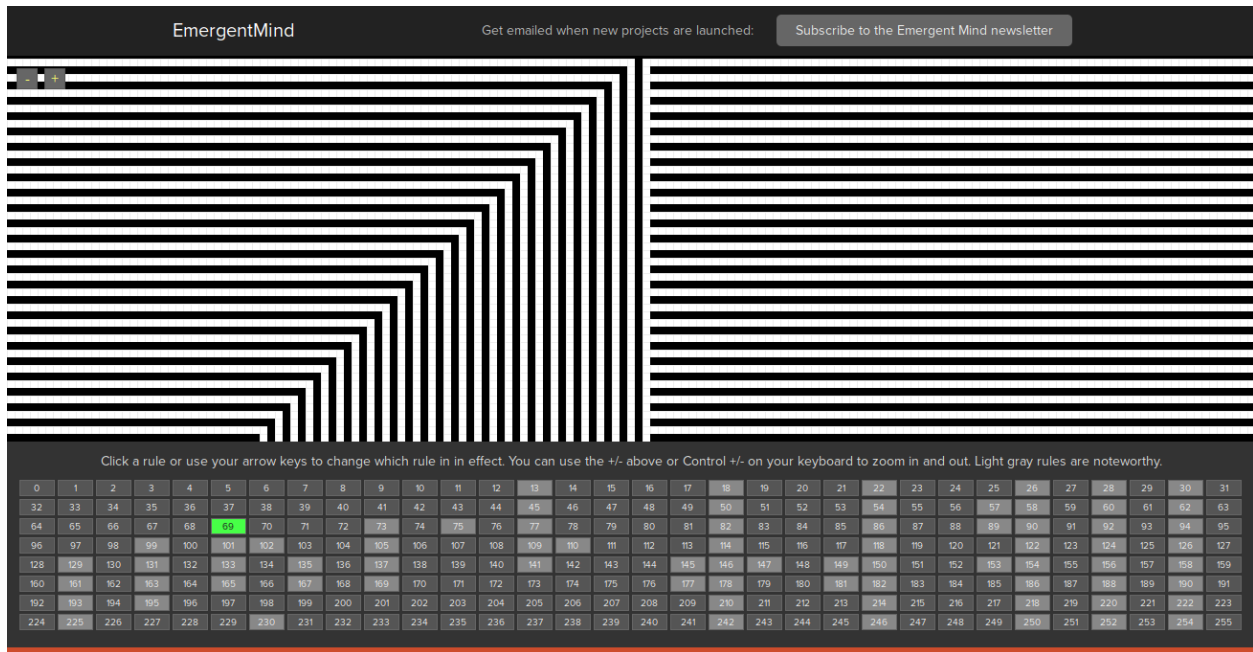 EmergentMind
Get emailed when new projects are launched:
Subscribe to the Emergent Mind newsletter
- +
Click a rule or use your arrow keys to change which rule in in effect. You can use the +/- above or Control +/- on your keyboard to zoom in and out. Light gray rules are noteworthy.
0 1 2 3 4 5 6 7 8 9 10 11 12 13 14 15 16 17 18 19 20 21 22 23 24 25 26 27 28 29 30 31
32 33 34 35 36 37 38 39 40 41 42 43 44 45 46 47 48 49 50 51 52 53 54 55 56 57 58 59 60 61 62 63
64 65 66 67 68 69 70 71 72 73 74 75 76 77 78 79 80 81 82 83 84 85 86 87 88 89 90 91 92 93 94 95
96 97 98 99 100 101 102 103 104 105 106 107 108 109 110 111 112 113 114 115 116 117 118 119 120 121 122 123 124 125 126 127
128 129 130 131 132 133 134 135 136 137 138 139 140 141 142 143 144 145 146 147 148 149 150 151 152 153 154 155 156 157 158 159
160 161 162 163 164 165 166 167 168 169 170 171 172 173 174 175 176 177 178 179 180 181 182 183 184 185 186 187 188 189 190 191
192 193 194 195 196 197 198 199 200 201 202 203 204 205 206 207 208 209 210 211 212 213 214 215 216 217 218 219 220 221 222 223
224 225 226 227 228 229 230 231 232 233 234 235 236 237 238 239 240 241 242 243 244 245 246 247 248 249 250 251 252 253 254 255